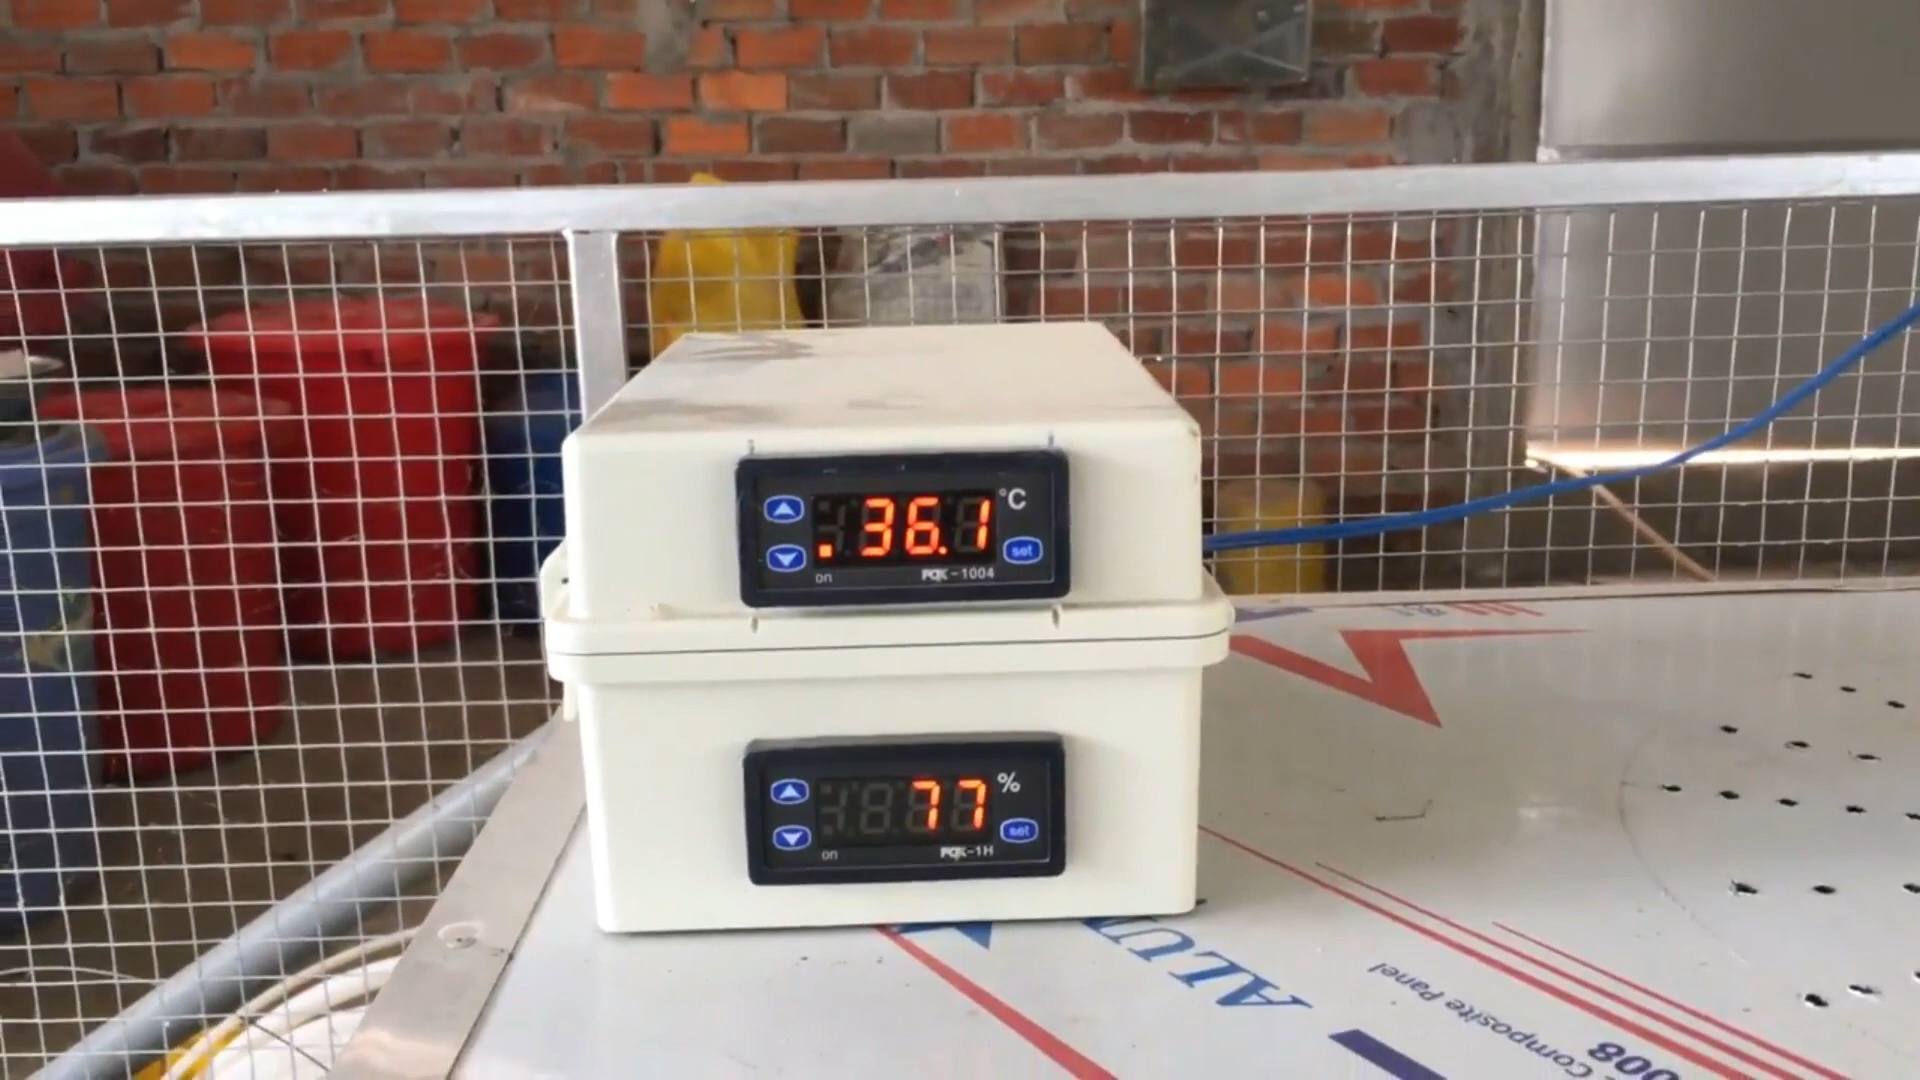 36.1 °C
set
on FOX-1004
77 %
set
on FOX-1H
ALU
Composite Panel
008